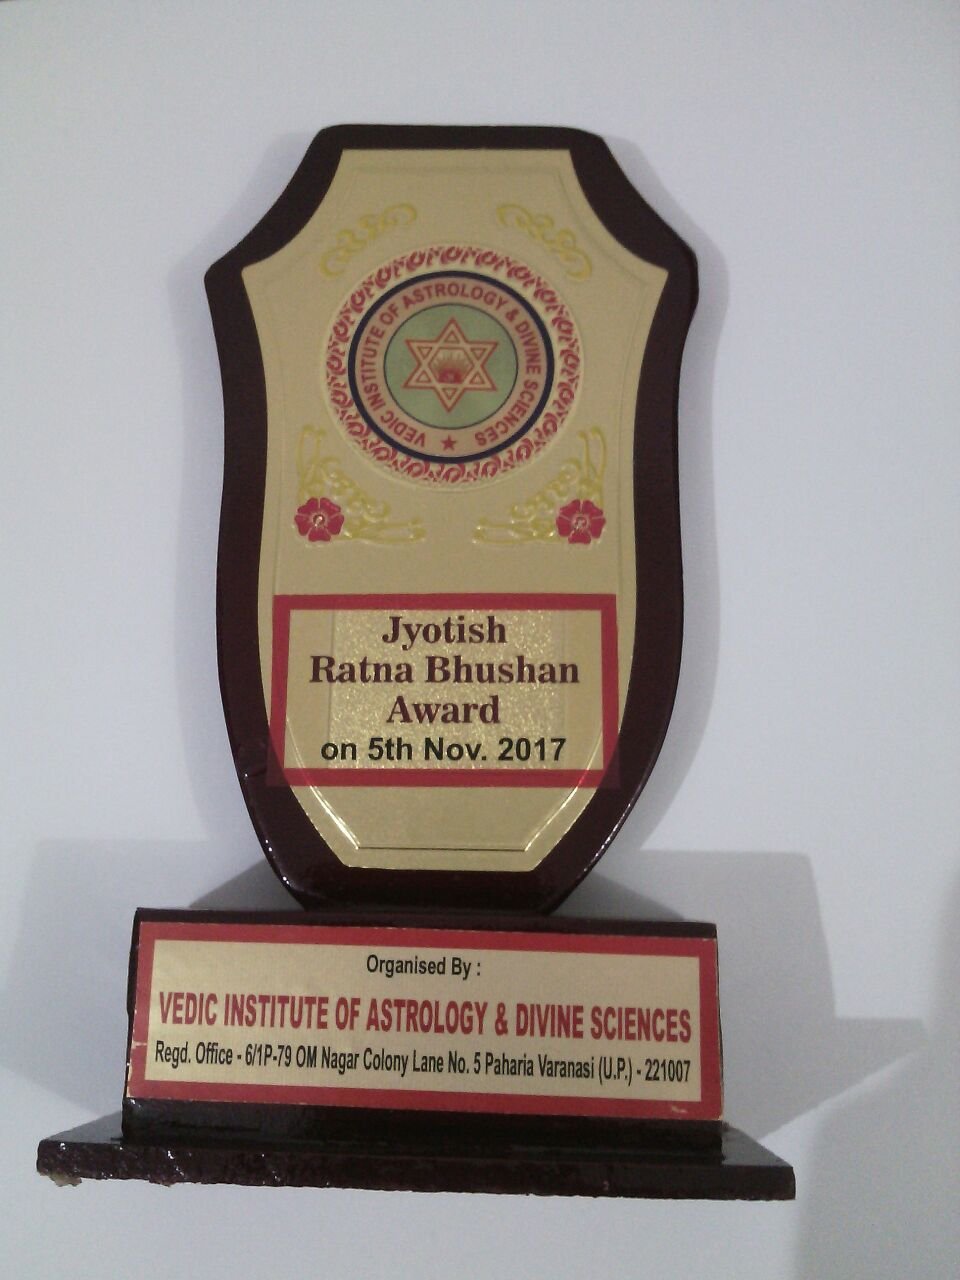 VEDIC INSTITUTE OF ASTROLOGY & DIVINE SCIENCES
Jyotish
Ratna Bhushan
Award
on 5th Nov. 2017
Organised By :
VEDIC INSTITUTE OF ASTROLOGY & DIVINE SCIENCES
Regd. Office - 6/1P-79 OM Nagar Colony Lane No. 5 Paharia Varanasi (U.P.) - 221007